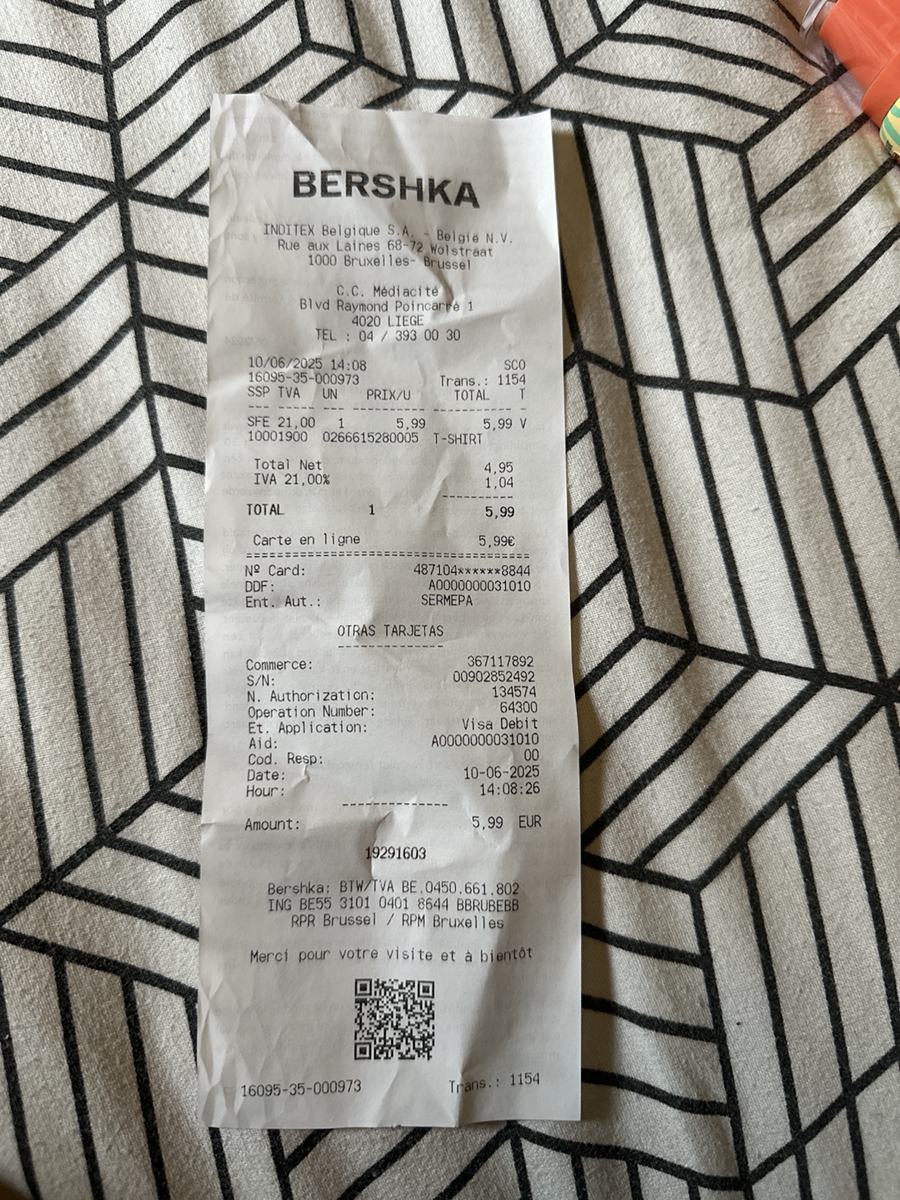 BERSHKA
INDITEX Belgique S.A. - België N.V.
Rue aux Laines 68-72 Wolstraat
1000 Bruxelles- Brussel
C.C. Médiacité
Blvd Raymond Poincarré 1
4020 LIEGE
TEL : 04 / 393 00 30
10/06/2025 14:08 SCO
16095-35-000973 Trans.: 1154
SSP TVA UN PRIX/U TOTAL T
--- --- -- ------ ----- -
SFE 21,00 1 5,99 5,99 V
10001900 0266615280005 T-SHIRT
Total Net 4,95
IVA 21,00% 1,04
----------
TOTAL 1 5,99
Carte en ligne 5,99€
========================================
Nº Card: 487104******8844
DDF: A0000000031010
Ent. Aut.: SERMEPA
OTRAS TARJETAS
--------------
Commerce: 367117892
S/N: 00902852492
N. Authorization: 134574
Operation Number: 64300
Et. Application: Visa Debit
Aid: A0000000031010
Cod. Resp: 00
Date: 10-06-2025
Hour: 14:08:26
--------------
Amount: 5,99 EUR
19291603
Bershka: BTW/TVA BE.0450.661.802
ING BE55 3101 0401 8644 BBRUBEBB
RPR Brussel / RPM Bruxelles
Merci pour votre visite et à bientôt
16095-35-000973 Trans.: 1154